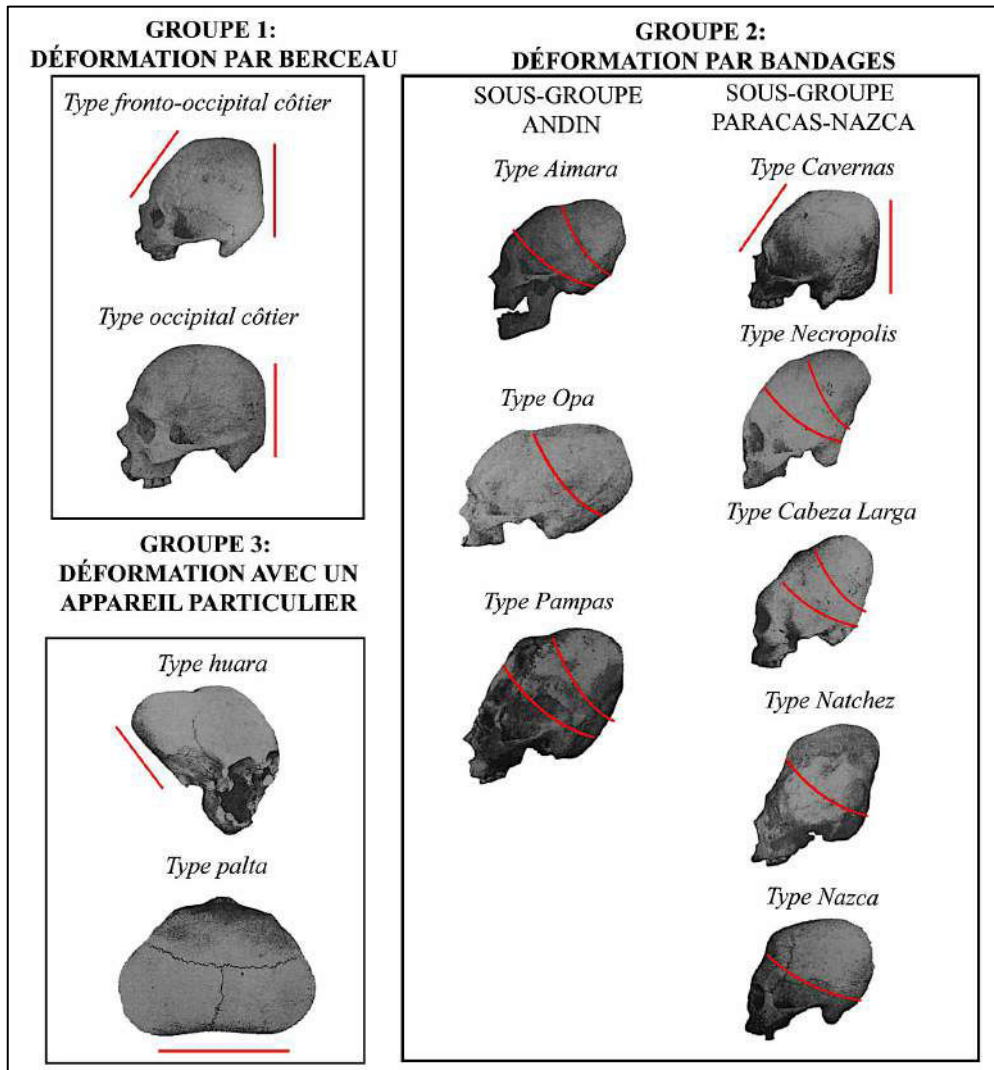 GROUPE 1:
DÉFORMATION PAR BERCEAU
Type fronto-occipital côtier
Type occipital côtier
GROUPE 3:
DÉFORMATION AVEC UN
APPAREIL PARTICULIER
Type huara
Type palta
GROUPE 2:
DÉFORMATION PAR BANDAGES
SOUS-GROUPE
ANDIN
Type Aimara
Type Opa
Type Pampas
SOUS-GROUPE
PARACAS-NAZCA
Type Cavernas
Type Necropolis
Type Cabeza Larga
Type Natchez
Type Nazca